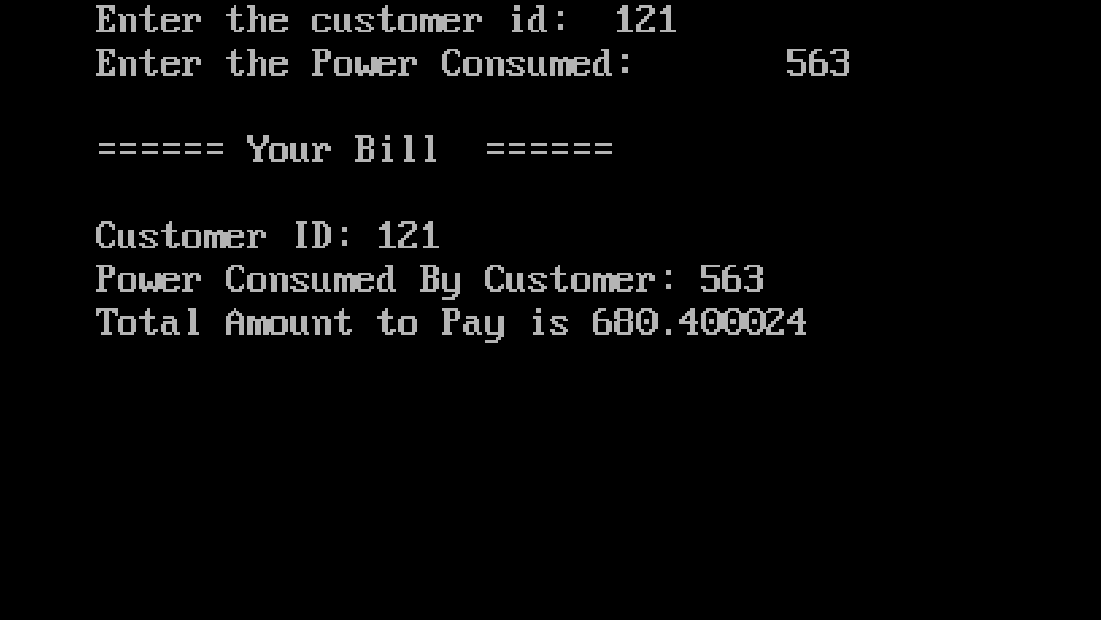 Enter the customer id:  121
Enter the Power Consumed:       563
====== Your Bill  ======
Customer ID: 121
Power Consumed By Customer: 563
Total Amount to Pay is 680.400024